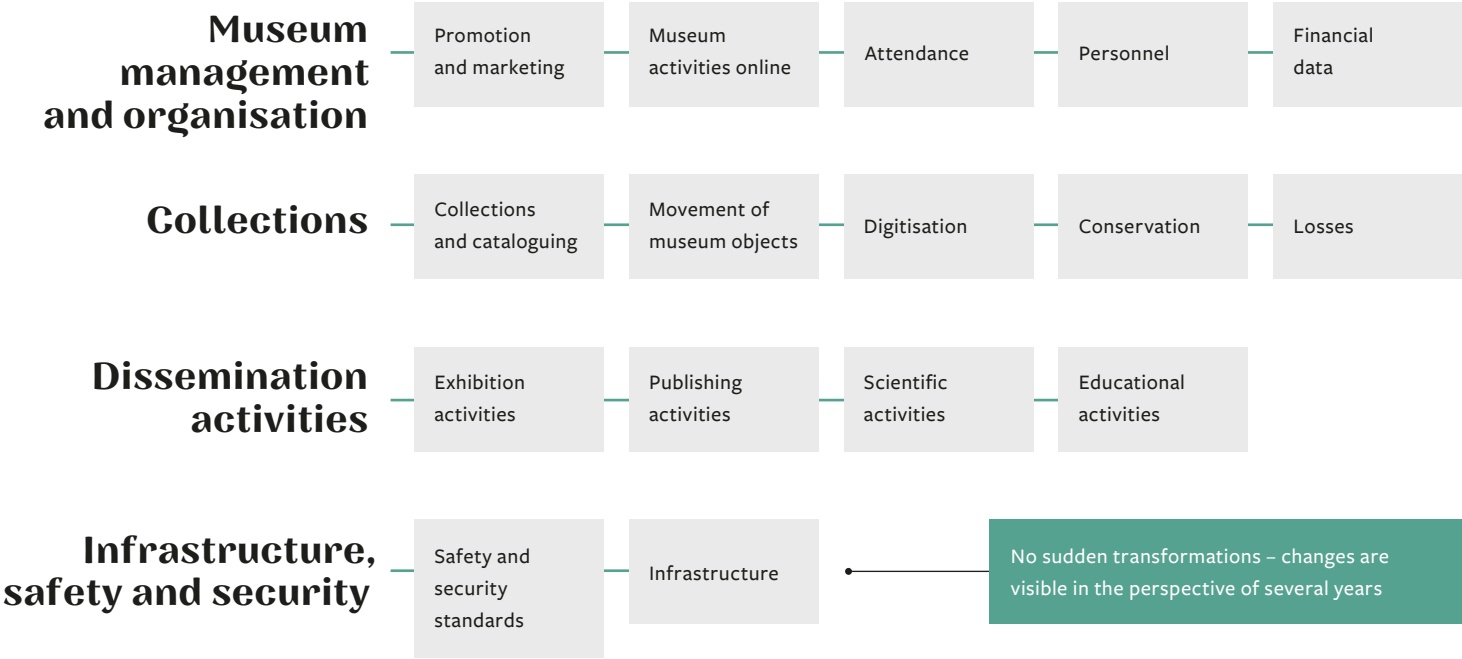 Museum
management
and organisation
Promotion
and marketing
Museum
activities online
Attendance
Personnel
Financial
data
Collections
Collections
and cataloguing
Movement of
museum objects
Digitisation
Conservation
Losses
Dissemination
activities
Exhibition
activities
Publishing
activities
Scientific
activities
Educational
activities
Infrastructure,
safety and security
Safety and
security
standards
Infrastructure
No sudden transformations – changes are
visible in the perspective of several years